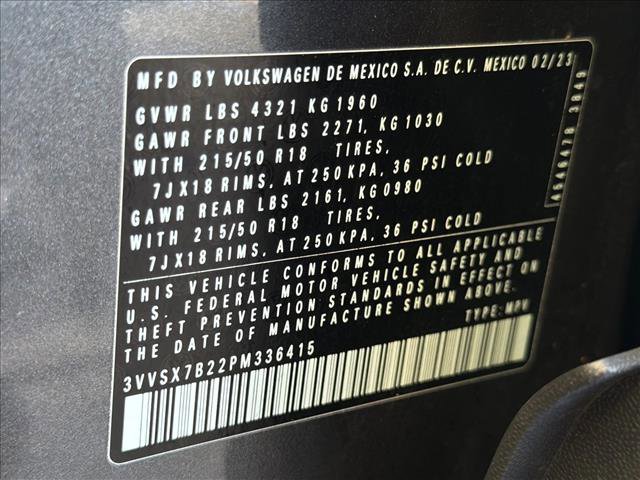 MFD BY VOLKSWAGEN DE MEXICO S.A. DE C.V. MEXICO 02/23
GVWR LBS 4321 KG 1960
GAWR FRONT LBS 2271, KG 1030
WITH 215/50 R18 TIRES,
7JX18 RIMS, AT 250 KPA, 36 PSI COLD
GAWR REAR LBS 2161, KG 0980
WITH 215/50 R18 TIRES,
7JX18 RIMS, AT 250 KPA, 36 PSI COLD
THIS VEHICLE CONFORMS TO ALL APPLICABLE
U.S. FEDERAL MOTOR VEHICLE SAFETY AND
THEFT PREVENTION STANDARDS IN EFFECT ON
THE DATE OF MANUFACTURE SHOWN ABOVE.
TYPE: MPV
3VVSX7B22PM336415
4546478 3849